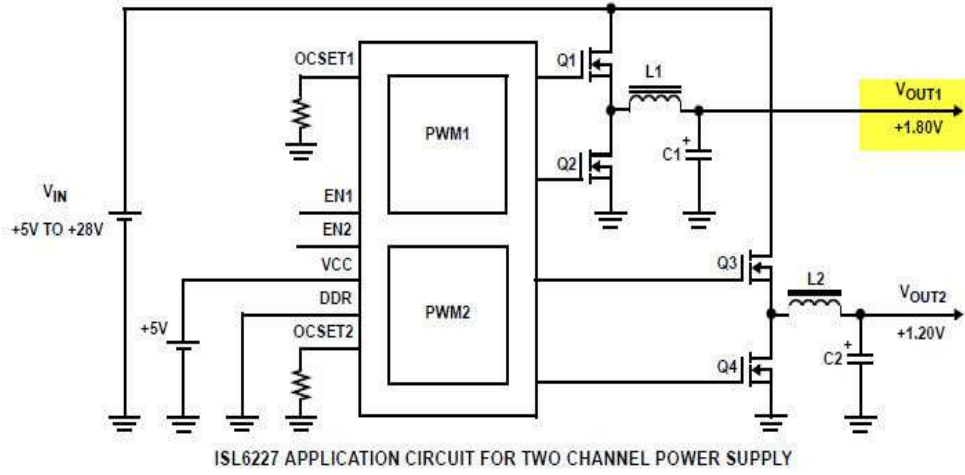 OCSET1
Q1
L1
VOUT1
+1.80V
PWM1
+
C1
Q2
VIN
+5V TO +28V
EN1
EN2
VCC
DDR
OCSET2
+5V
PWM2
Q3
L2
VOUT2
+1.20V
+
C2
Q4
ISL6227 APPLICATION CIRCUIT FOR TWO CHANNEL POWER SUPPLY